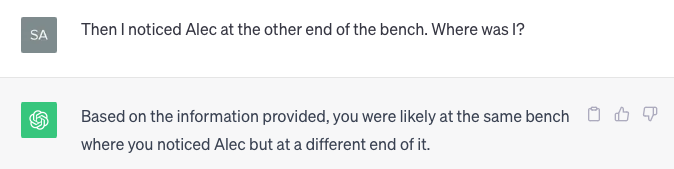 SA
Then I noticed Alec at the other end of the bench. Where was I?
Based on the information provided, you were likely at the same bench
where you noticed Alec but at a different end of it.